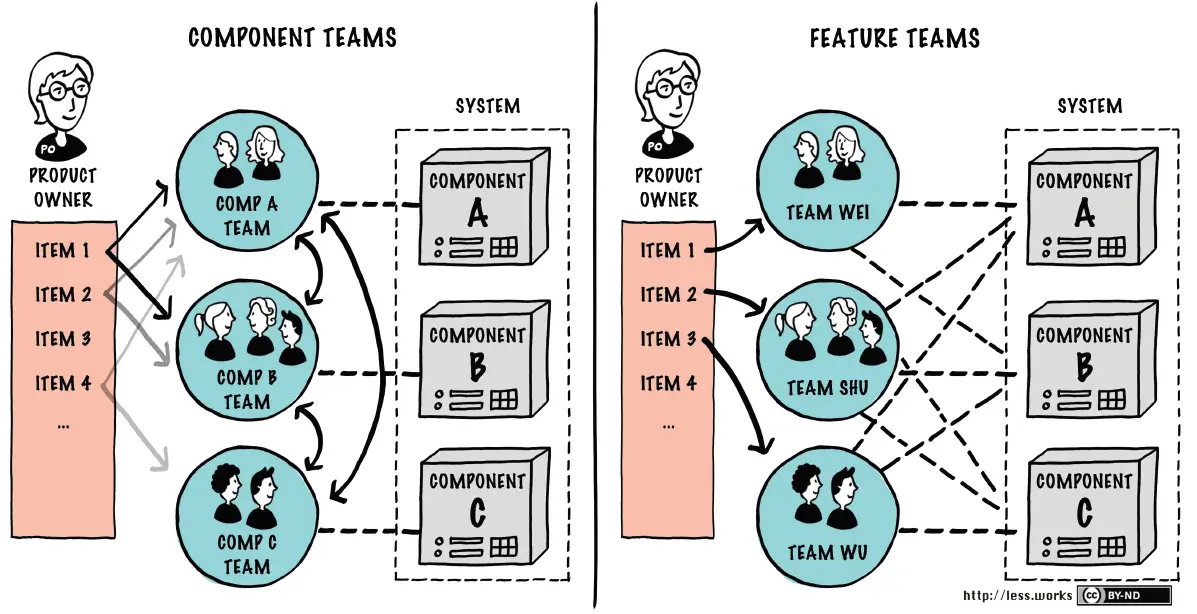 COMPONENT TEAMS
PO
PRODUCT
OWNER
ITEM 1
ITEM 2
ITEM 3
ITEM 4
...
COMP A
TEAM
COMP B
TEAM
COMP C
TEAM
SYSTEM
COMPONENT
A
COMPONENT
B
COMPONENT
C
FEATURE TEAMS
PO
PRODUCT
OWNER
ITEM 1
ITEM 2
ITEM 3
ITEM 4
...
TEAM WEI
TEAM SHU
TEAM WU
SYSTEM
COMPONENT
A
COMPONENT
B
COMPONENT
C
http://less.works cc BY-ND